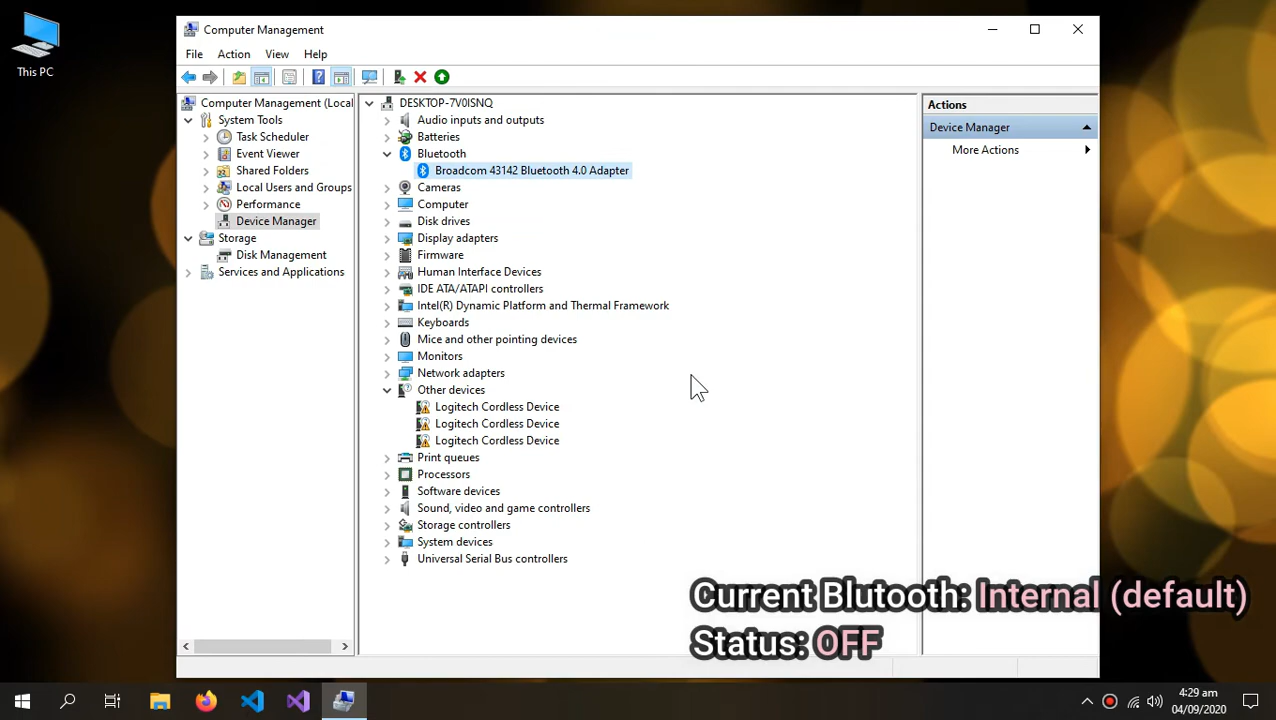 This PC
Computer Management
File Action View Help
Computer Management (Local
System Tools
Task Scheduler
Event Viewer
Shared Folders
Local Users and Groups
Performance
Device Manager
Storage
Disk Management
Services and Applications
DESKTOP-7V0ISNQ
Audio inputs and outputs
Batteries
Bluetooth
Broadcom 43142 Bluetooth 4.0 Adapter
Cameras
Computer
Disk drives
Display adapters
Firmware
Human Interface Devices
IDE ATA/ATAPI controllers
Intel(R) Dynamic Platform and Thermal Framework
Keyboards
Mice and other pointing devices
Monitors
Network adapters
Other devices
Logitech Cordless Device
Logitech Cordless Device
Logitech Cordless Device
Print queues
Processors
Software devices
Sound, video and game controllers
Storage controllers
System devices
Universal Serial Bus controllers
Actions
Device Manager
More Actions
Current Blutooth: Internal (default)
Status: OFF
4:29 am
04/09/2020